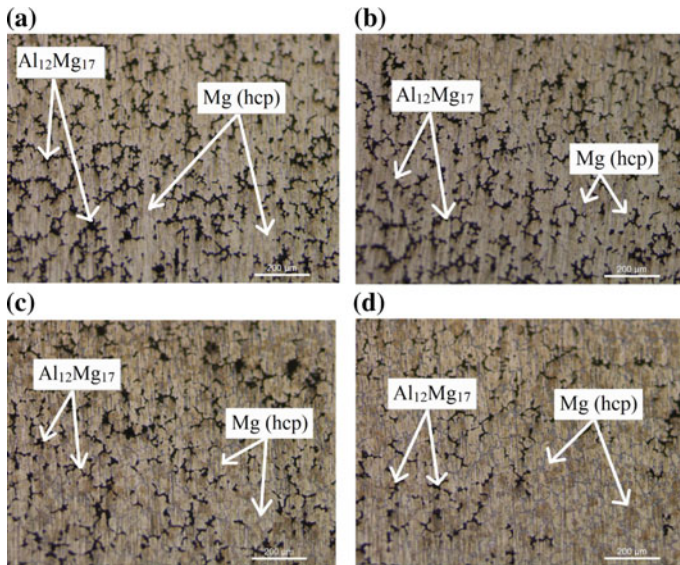 (a)
Al₁₂Mg₁₇
Mg (hcp)
200 µm
(b)
Al₁₂Mg₁₇
Mg (hcp)
200 µm
(c)
Al₁₂Mg₁₇
Mg (hcp)
200 µm
(d)
Al₁₂Mg₁₇
Mg (hcp)
200 µm